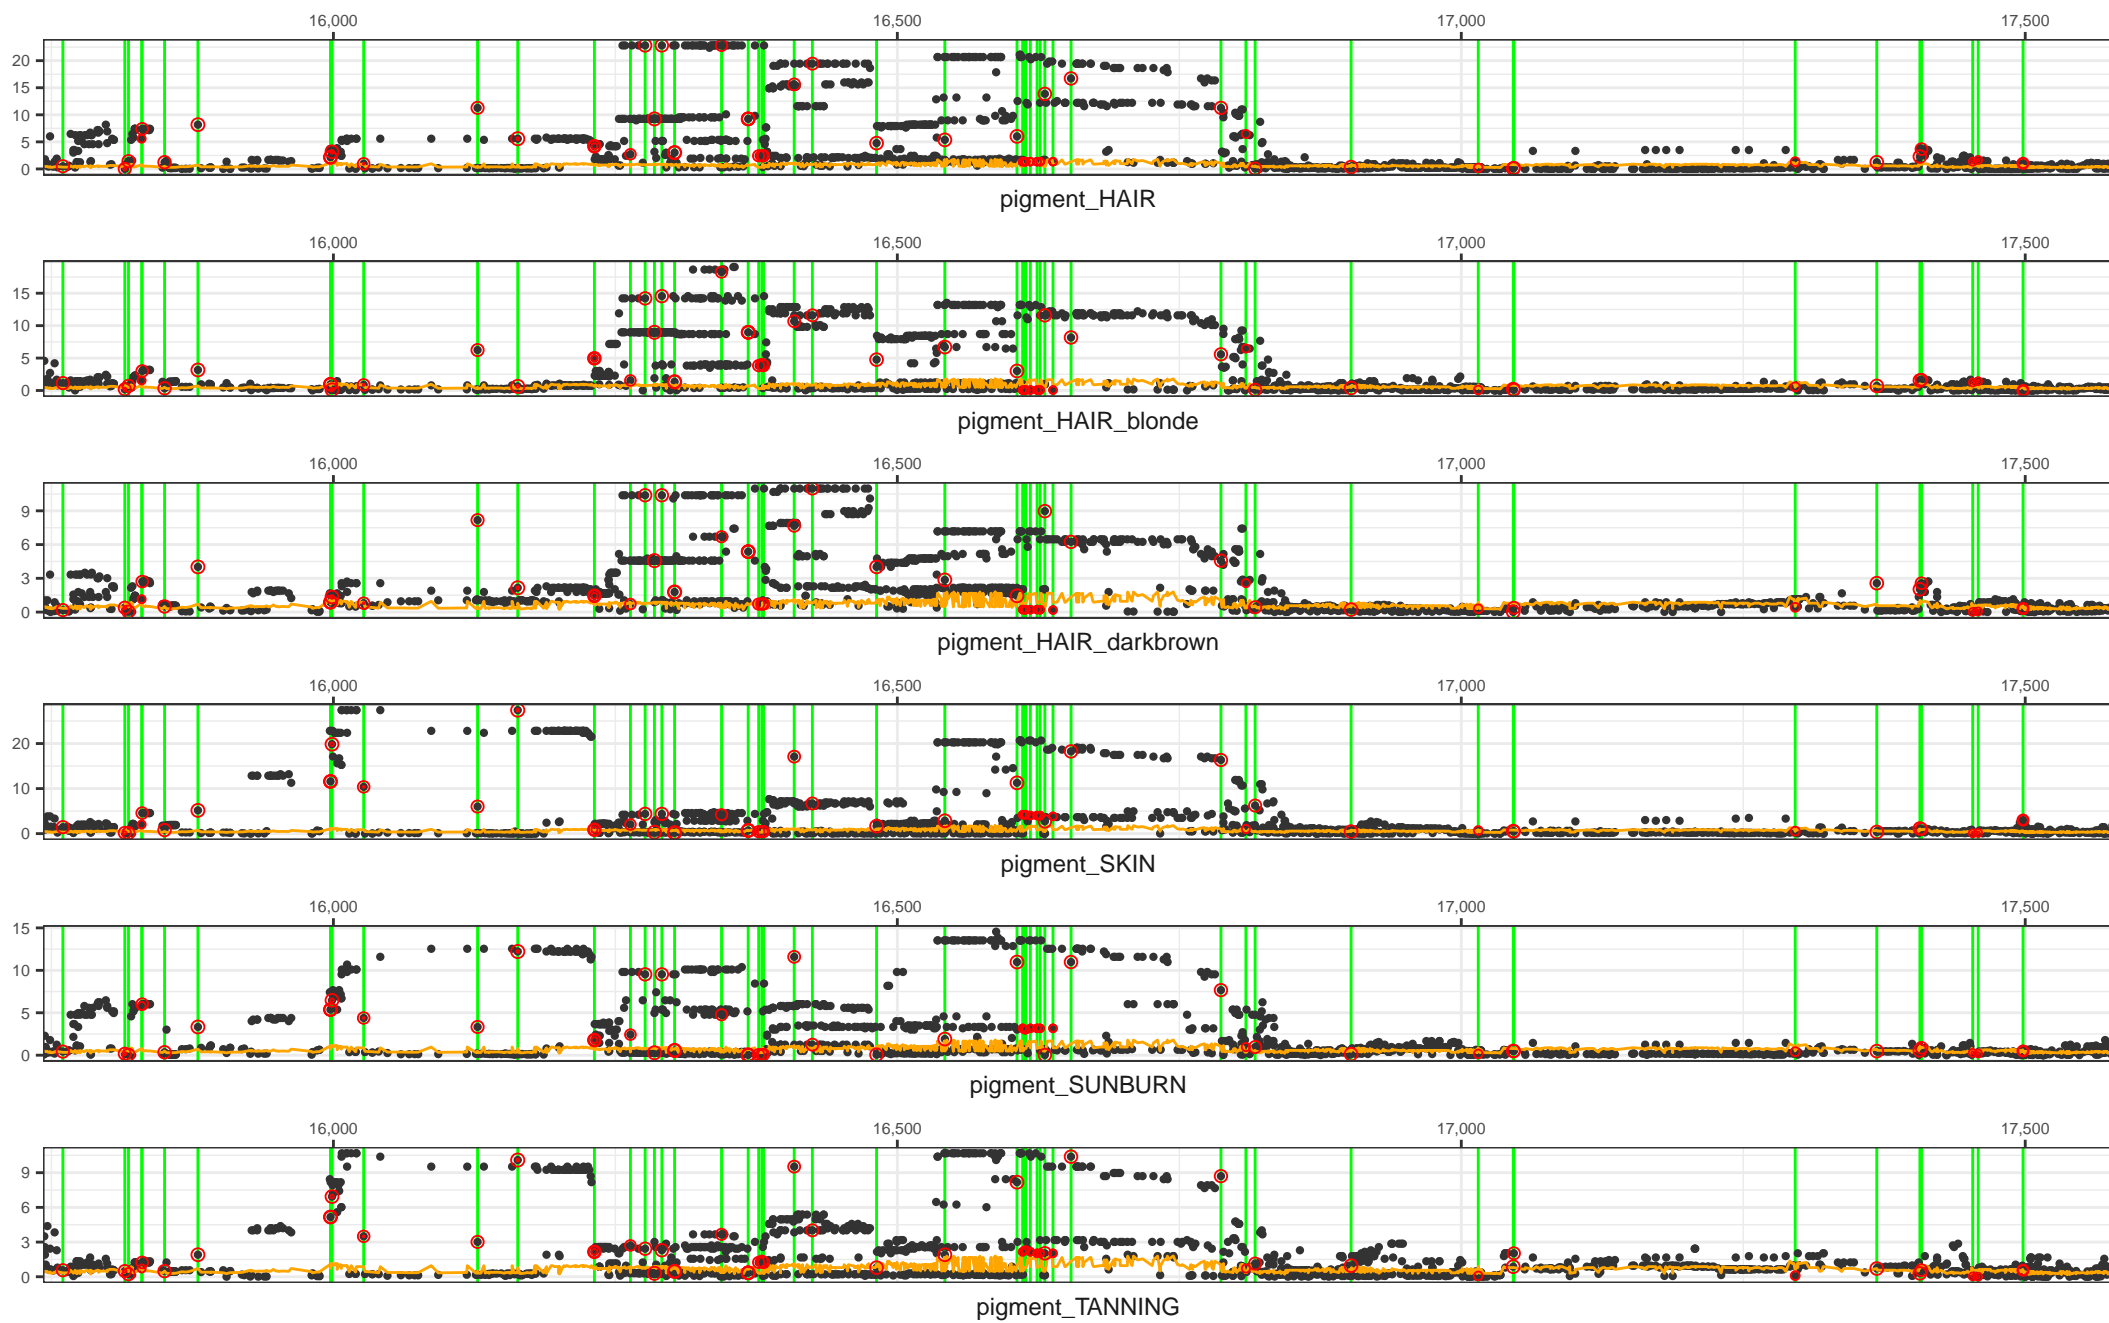 16,000 16,500 17,000 17,500
20
15
10
5
0
pigment_HAIR
16,000 16,500 17,000 17,500
15
10
5
0
pigment_HAIR_blonde
16,000 16,500 17,000 17,500
9
6
3
0
pigment_HAIR_darkbrown
16,000 16,500 17,000 17,500
20
10
0
pigment_SKIN
16,000 16,500 17,000 17,500
15
10
5
0
pigment_SUNBURN
16,000 16,500 17,000 17,500
9
6
3
0
pigment_TANNING